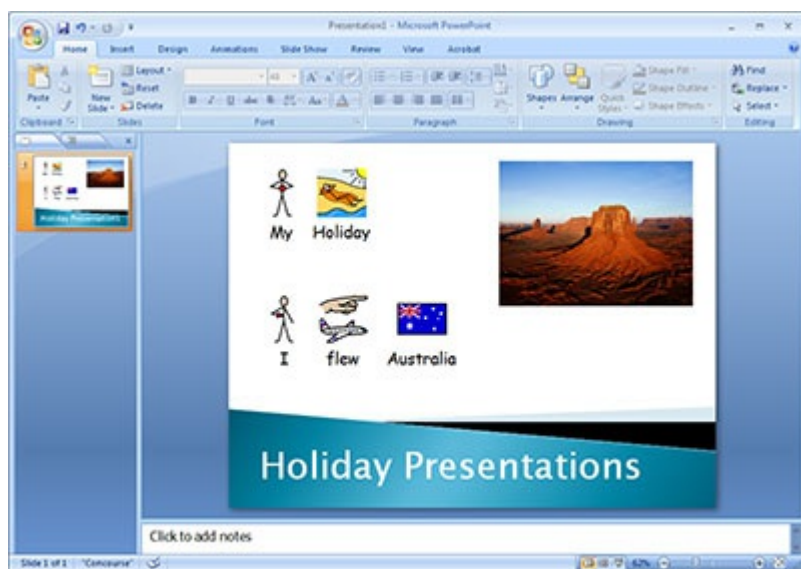 Presentation1 - Microsoft PowerPoint
Home Insert Design Animations Slide Show Review View Acrobat
Paste
New Slide
Layout
Reset
Delete
Shapes Arrange Quick Styles
Shape Fill
Shape Outline
Shape Effects
Find
Replace
Select
Clipboard Slides Font Paragraph Drawing Editing
My Holiday
I flew Australia
Holiday Presentations
Click to add notes
Slide 1 of 1 "Concourse" 62%